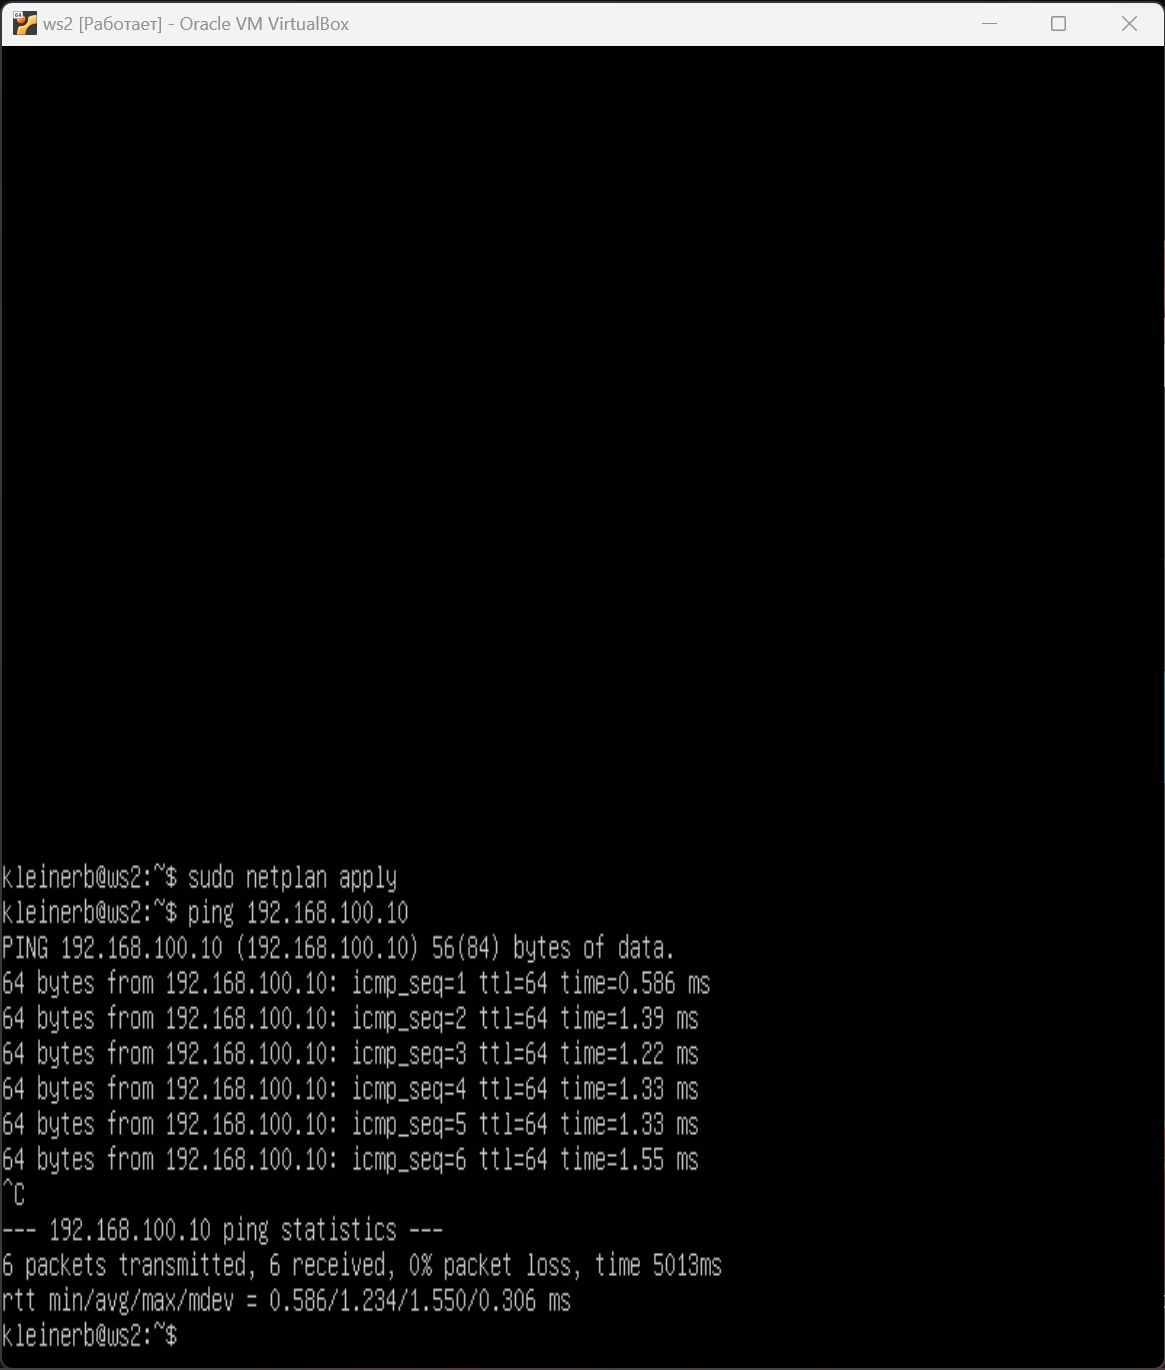 ws2 [Работает] - Oracle VM VirtualBox
kleinerb@ws2:~$ sudo netplan apply
kleinerb@ws2:~$ ping 192.168.100.10
PING 192.168.100.10 (192.168.100.10) 56(84) bytes of data.
64 bytes from 192.168.100.10: icmp_seq=1 ttl=64 time=0.586 ms
64 bytes from 192.168.100.10: icmp_seq=2 ttl=64 time=1.39 ms
64 bytes from 192.168.100.10: icmp_seq=3 ttl=64 time=1.22 ms
64 bytes from 192.168.100.10: icmp_seq=4 ttl=64 time=1.33 ms
64 bytes from 192.168.100.10: icmp_seq=5 ttl=64 time=1.33 ms
64 bytes from 192.168.100.10: icmp_seq=6 ttl=64 time=1.55 ms
^C
--- 192.168.100.10 ping statistics ---
6 packets transmitted, 6 received, 0% packet loss, time 5013ms
rtt min/avg/max/mdev = 0.586/1.234/1.550/0.306 ms
kleinerb@ws2:~$